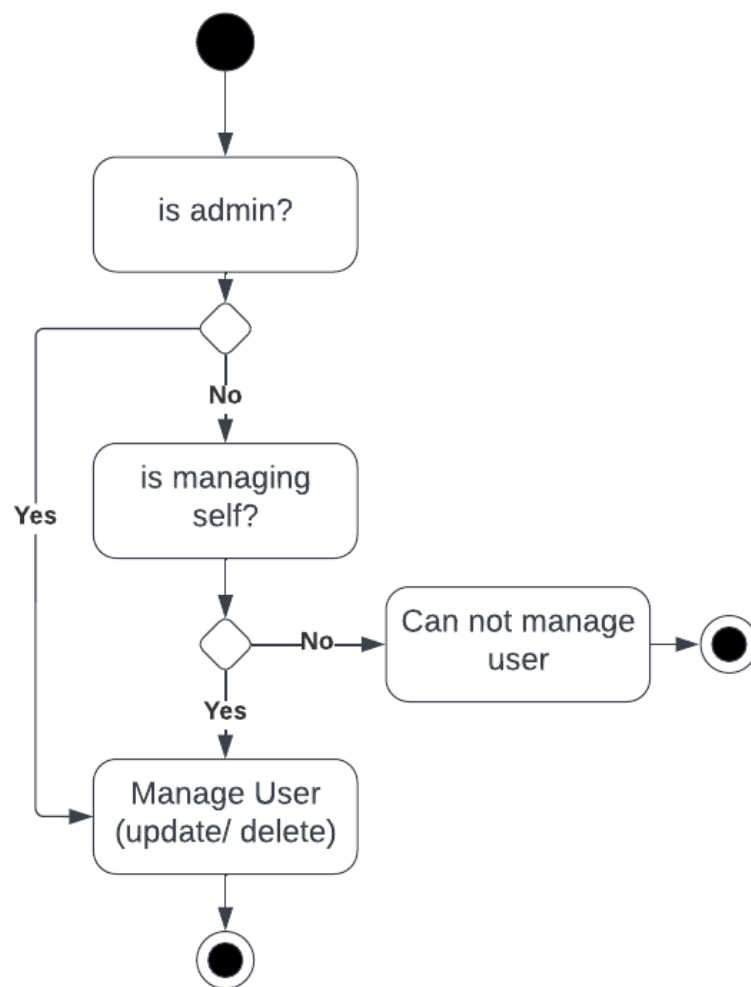 is admin?
No
is managing
self?
Yes
No
Can not manage
user
Yes
Manage User
(update/ delete)